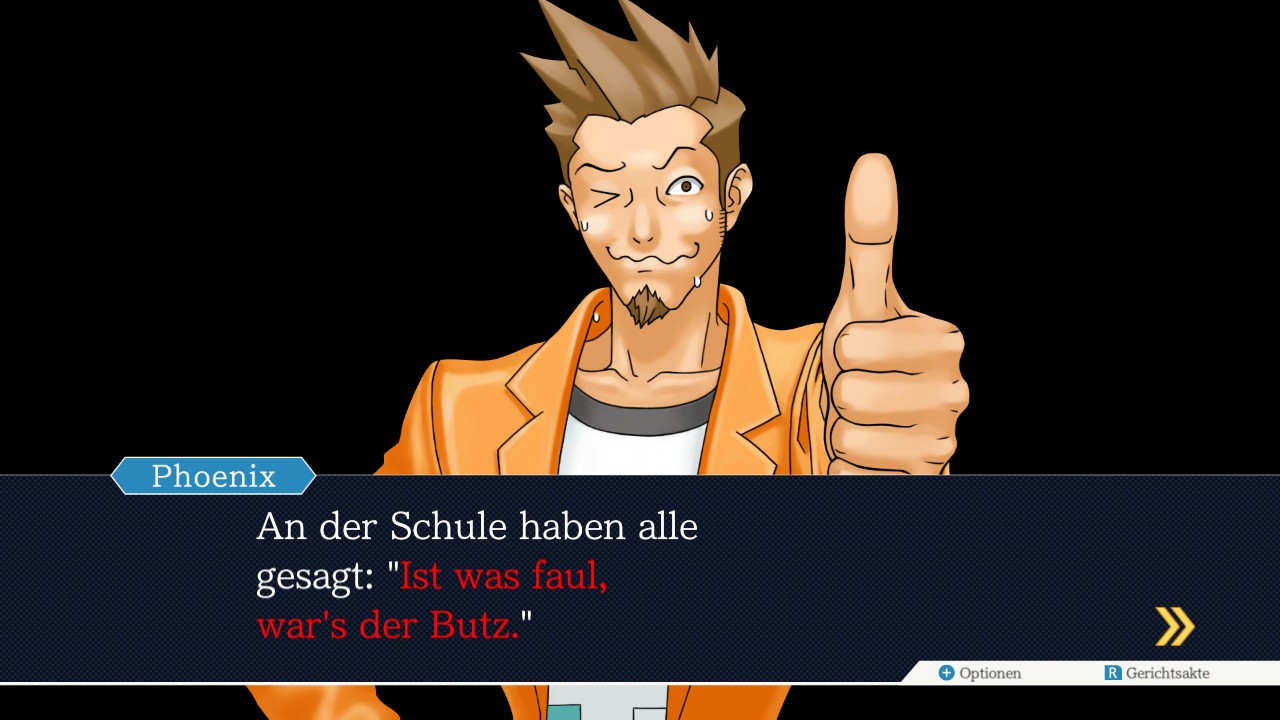 Phoenix
An der Schule haben alle
gesagt: "Ist was faul,
war's der Butz."
+ Optionen
R Gerichtsakte